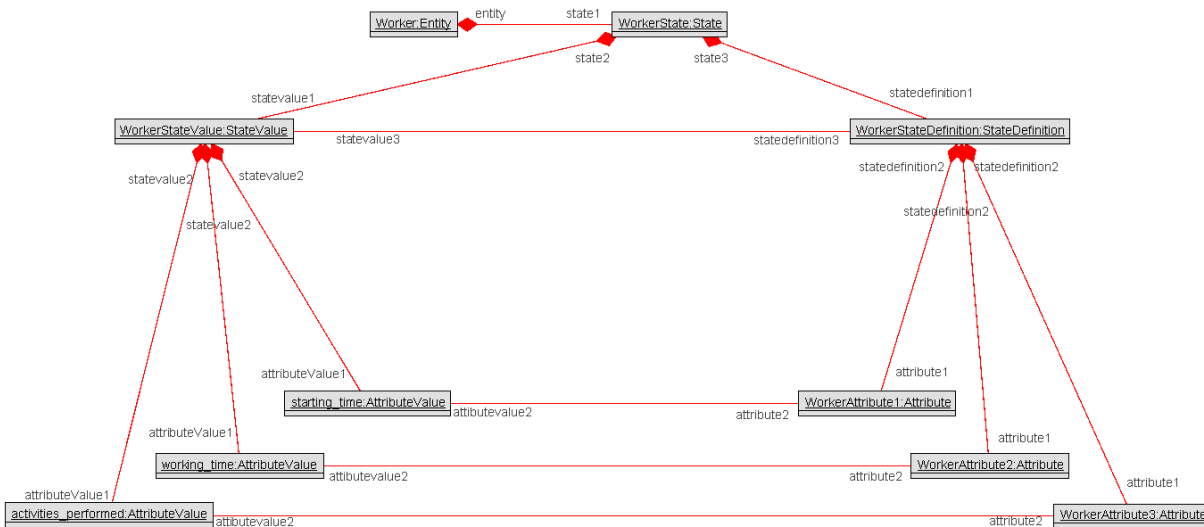 entity
state1
Worker:Entity
WorkerState:State
state2
state3
statevalue1
statedefinition1
WorkerStateValue:StateValue
WorkerStateDefinition:StateDefinition
statevalue3
statedefinition3
statevalue2
statevalue2
statedefinition2
statedefinition2
statevalue2
statedefinition2
attributeValue1
attribute1
starting_time:AttributeValue
WorkerAttribute1:Attribute
attibutevalue2
attribute2
attributeValue1
attribute1
working_time:AttributeValue
WorkerAttribute2:Attribute
attibutevalue2
attribute2
attributeValue1
attribute1
activities_performed:AttributeValue
WorkerAttribute3:Attribute
attibutevalue2
attribute2